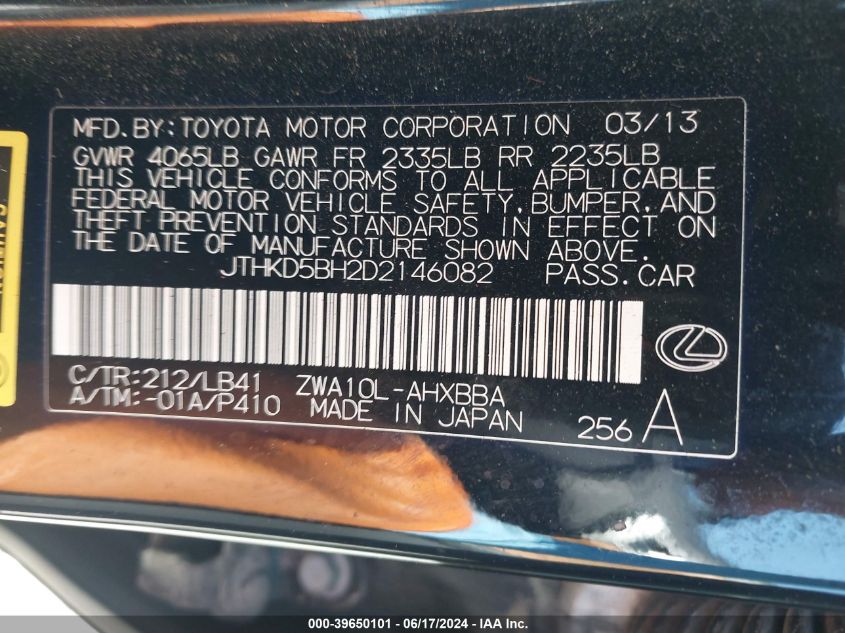 MFD.BY:TOYOTA MOTOR CORPORATION 03/13
GVWR 4065LB GAWR FR 2335LB RR 2235LB
THIS VEHICLE CONFORMS TO ALL APPLICABLE
FEDERAL MOTOR VEHICLE SAFETY,BUMPER,AND
THEFT PREVENTION STANDARDS IN EFFECT ON
THE DATE OF MANUFACTURE SHOWN ABOVE.
JTHKD5BH2D2146082 PASS.CAR
C/TR:212/LB41 ZWA10L-AHXBBA
A/TM:-01A/P410 MADE IN JAPAN
256 A
000-39650101 - 06/17/2024 - IAA Inc.